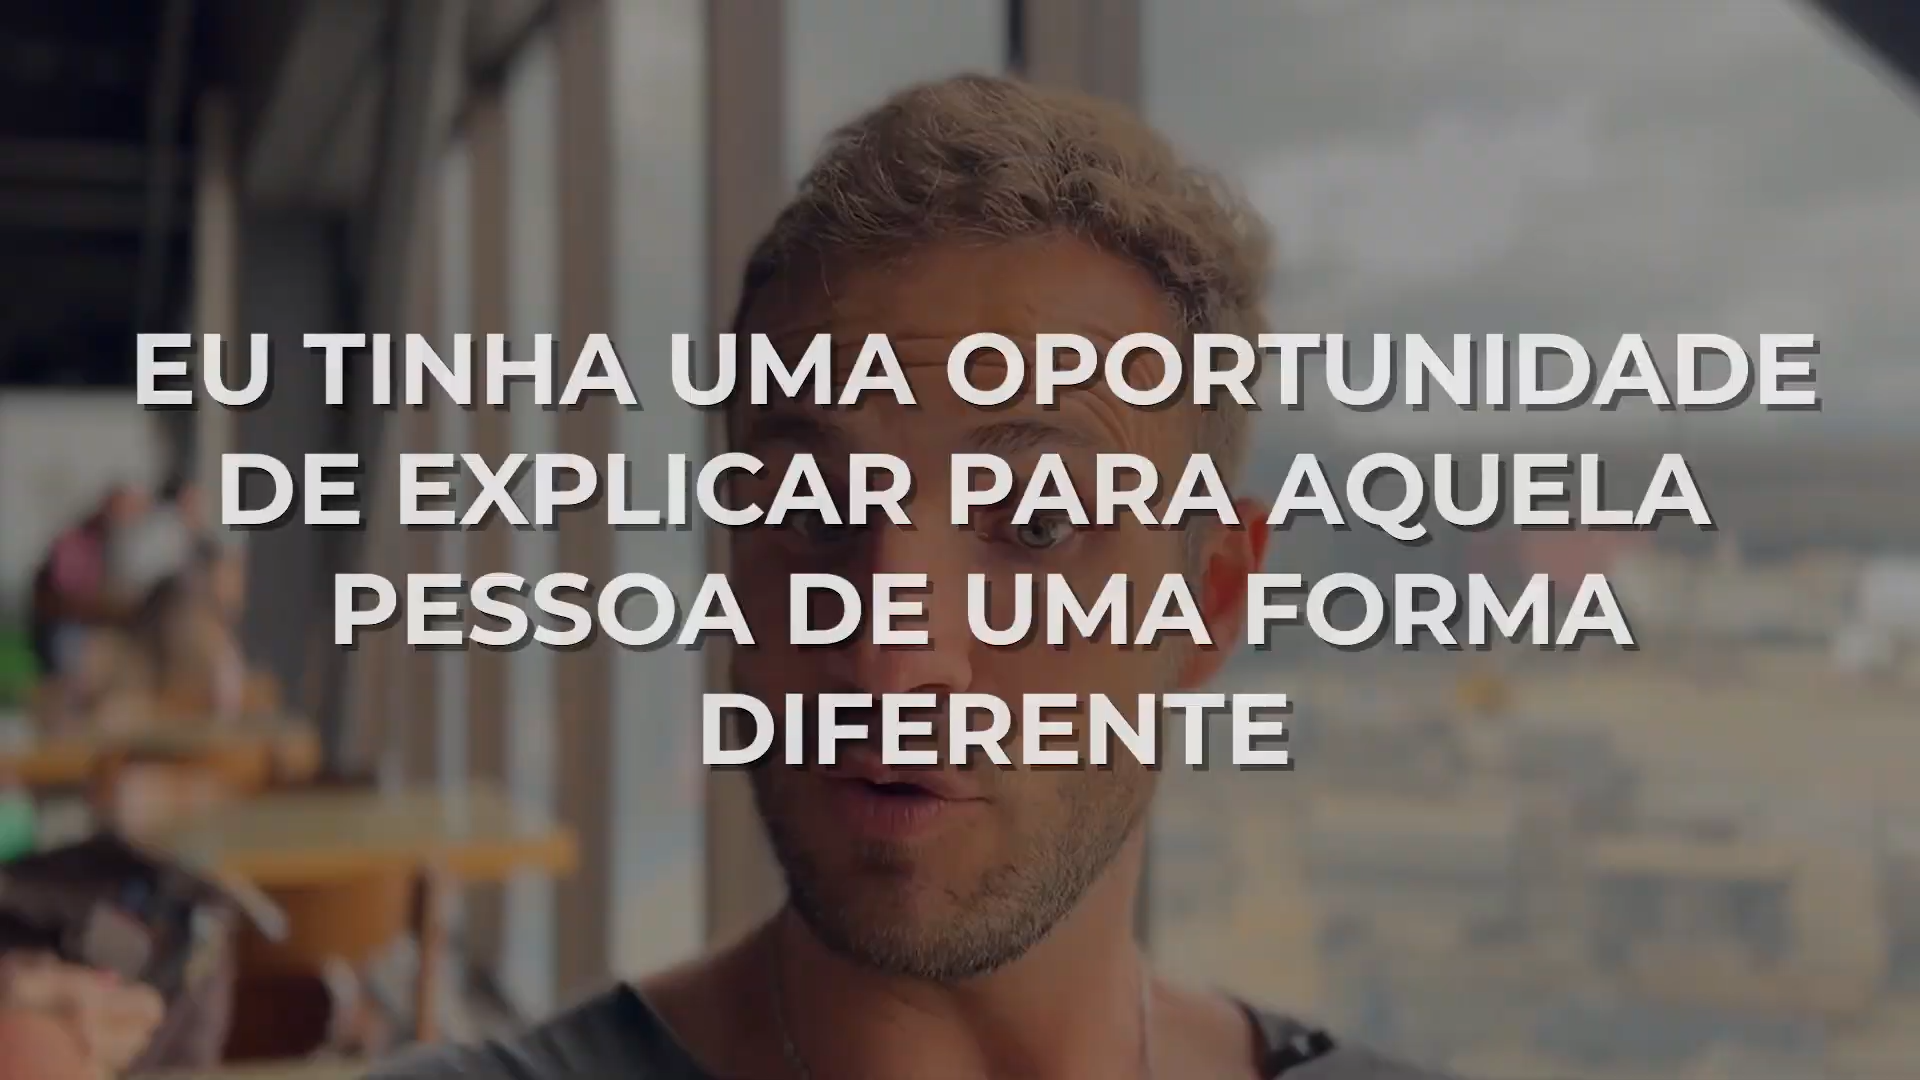 EU TINHA UMA OPORTUNIDADE
DE EXPLICAR PARA AQUELA
PESSOA DE UMA FORMA
DIFERENTE